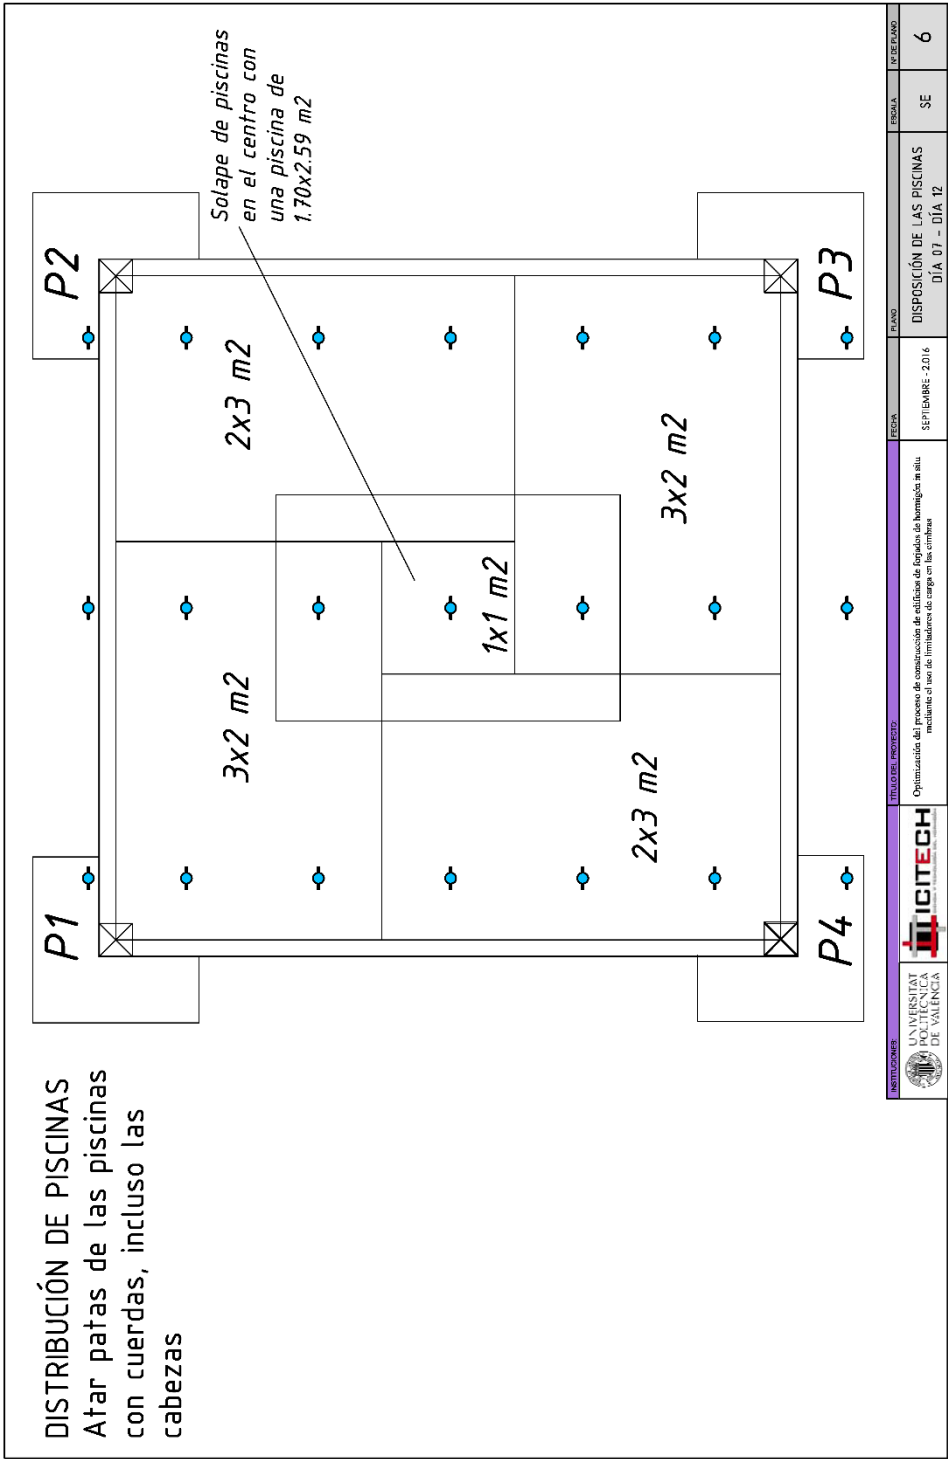 DISTRIBUCIÓN DE PISCINAS
Atar patas de las piscinas
con cuerdas, incluso las
cabezas
P1
P2
Solape de piscinas
en el centro con
una piscina de
1.70x2.59 m2
3x2 m2
2x3 m2
1x1 m2
2x3 m2
3x2 m2
P4
P3
INSTITUCIONES:
UNIVERSITAT
POLITÈCNICA
DE VALÈNCIA
ICITECH
TÍTULO DEL PROYECTO:
Optimización del proceso de construcción de edificios de forjados de hormigón in situ
mediante el uso de limitadores de carga en las cimbras
FECHA
SEPTIEMBRE - 2.016
PLANO
DISPOSICIÓN DE LAS PISCINAS
DÍA 07 - DÍA 12
ESCALA
SE
Nº DE PLANO
6